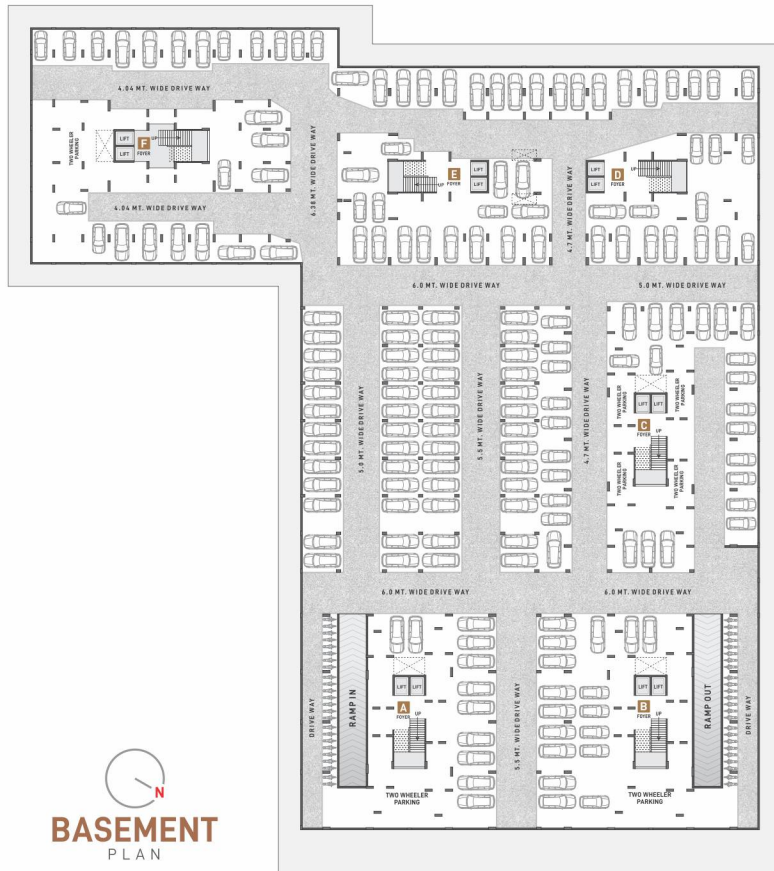 4.04 MT. WIDE DRIVE WAY
TWO WHEELER
PARKING
LIFT
LIFT
F
FOYER
UP
4.04 MT. WIDE DRIVE WAY
6.38 MT. WIDE DRIVE WAY
UP
E
FOYER
LIFT
LIFT
4.7 MT. WIDE DRIVE WAY
LIFT
LIFT
D
FOYER
UP
6.0 MT. WIDE DRIVE WAY
5.0 MT. WIDE DRIVE WAY
5.0 MT. WIDE DRIVE WAY
5.5 MT. WIDE DRIVE WAY
4.7 MT. WIDE DRIVE WAY
TWO WHEELER
PARKING
TWO WHEELER
PARKING
LIFT
LIFT
C
FOYER
UP
TWO WHEELER
PARKING
TWO WHEELER
PARKING
6.0 MT. WIDE DRIVE WAY
6.0 MT. WIDE DRIVE WAY
DRIVE WAY
RAMP IN
LIFT
LIFT
A
FOYER
UP
TWO WHEELER
PARKING
5.5 MT. WIDE DRIVE WAY
LIFT
LIFT
B
FOYER
UP
TWO WHEELER
PARKING
RAMP OUT
DRIVE WAY
N
BASEMENT
PLAN